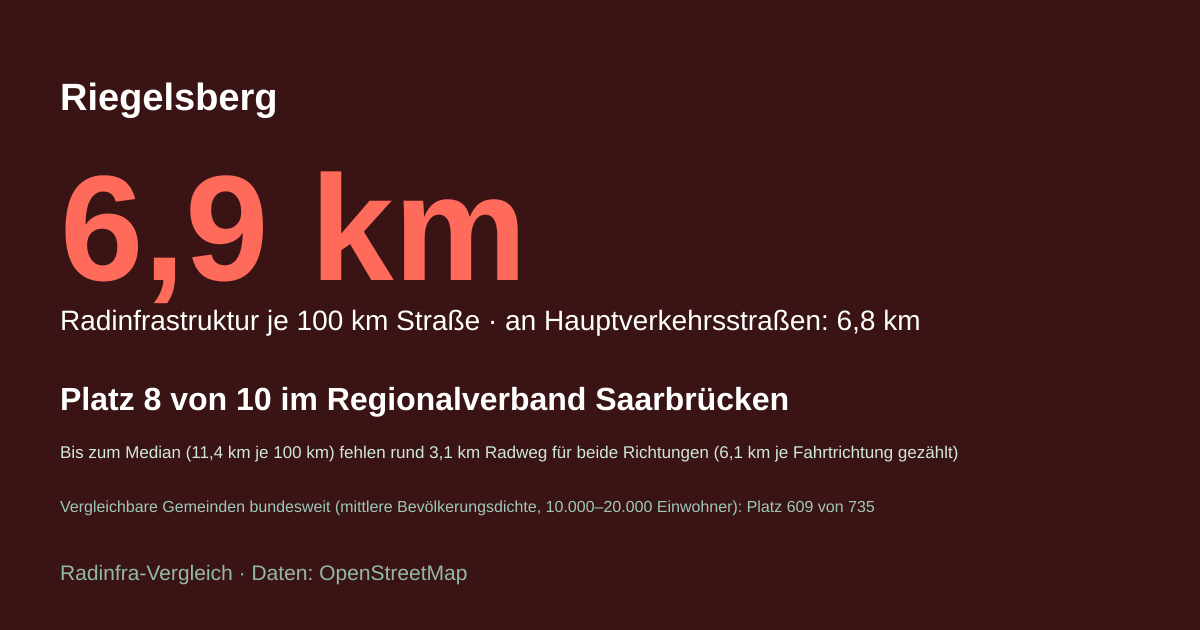 Riegelsberg
6,9 km
Radinfrastruktur je 100 km Straße · an Hauptverkehrsstraßen: 6,8 km
Platz 8 von 10 im Regionalverband Saarbrücken
Bis zum Median (11,4 km je 100 km) fehlen rund 3,1 km Radweg für beide Richtungen (6,1 km je Fahrtrichtung gezählt)
Vergleichbare Gemeinden bundesweit (mittlere Bevölkerungsdichte, 10.000–20.000 Einwohner): Platz 609 von 735
Radinfra-Vergleich · Daten: OpenStreetMap